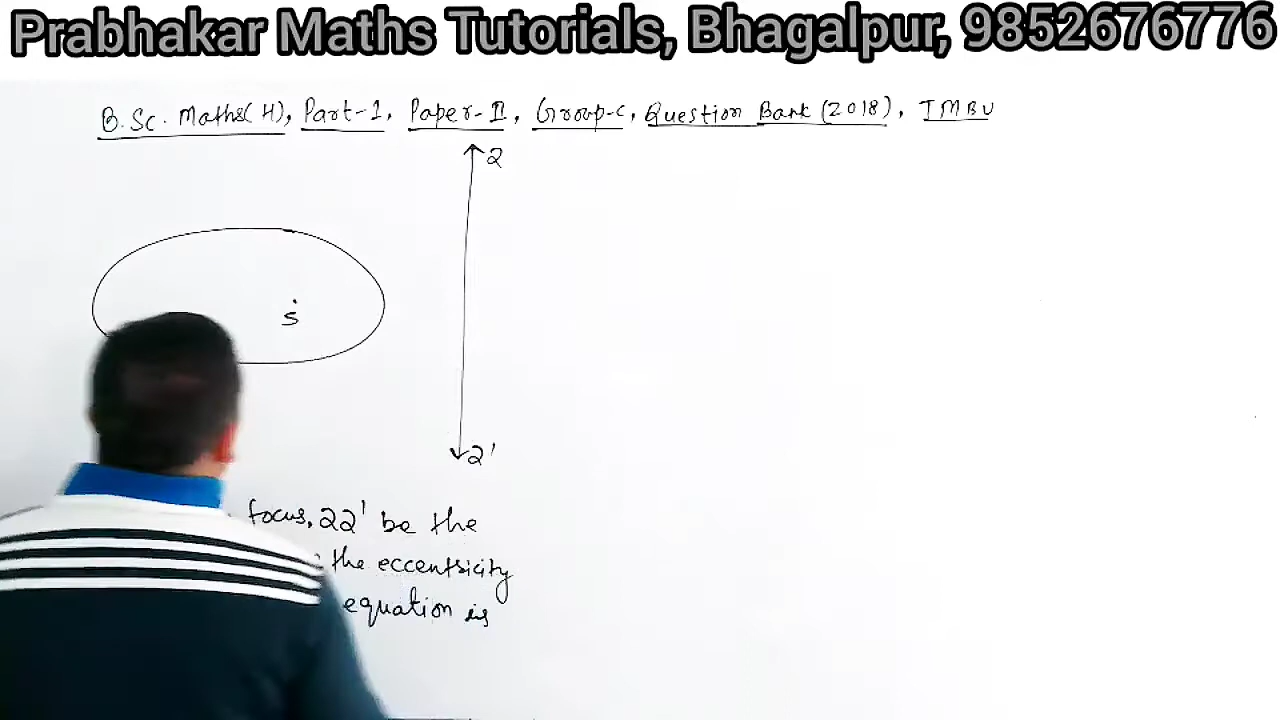 Prabhakar Maths Tutorials, Bhagalpur, 9852676776
B.Sc. Maths(H), Part-1, Paper-II, Group-C, Question Bank (2018), TMBU
Z
S
Z'
focus, ZZ' be the
the eccentricity
equation is